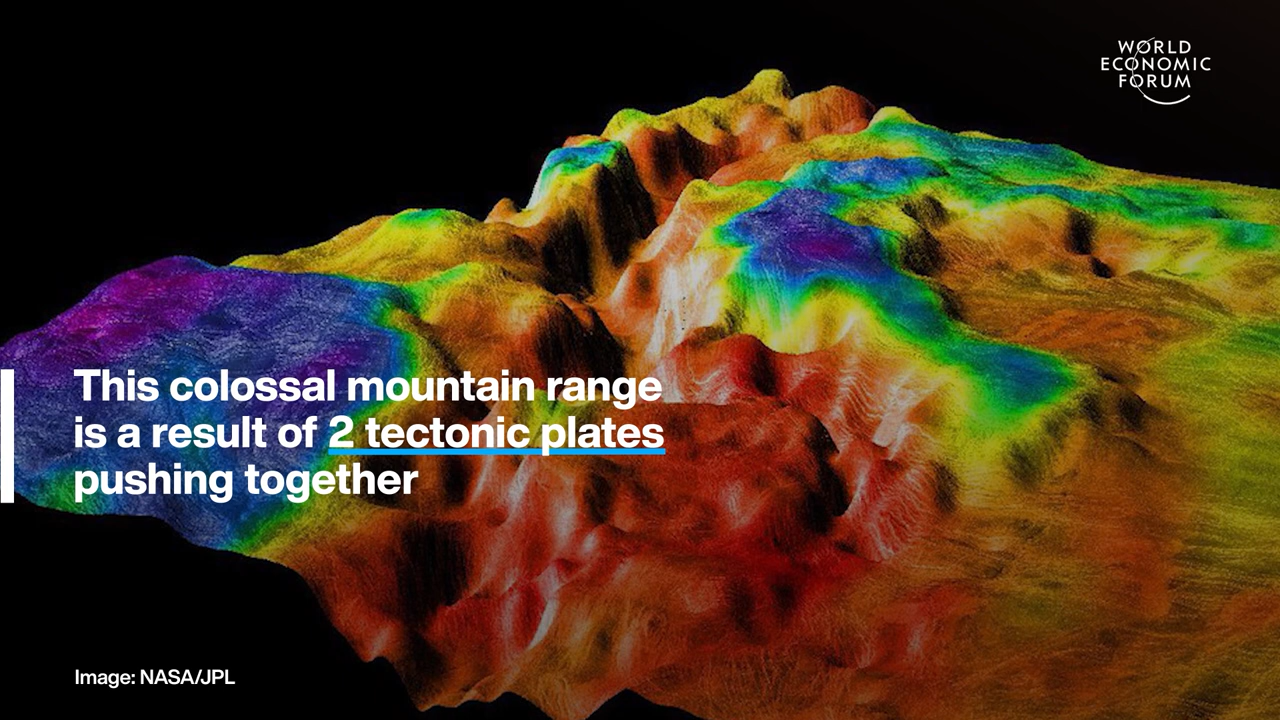 WORLD
ECONOMIC
FORUM
This colossal mountain range
is a result of 2 tectonic plates
pushing together
Image: NASA/JPL